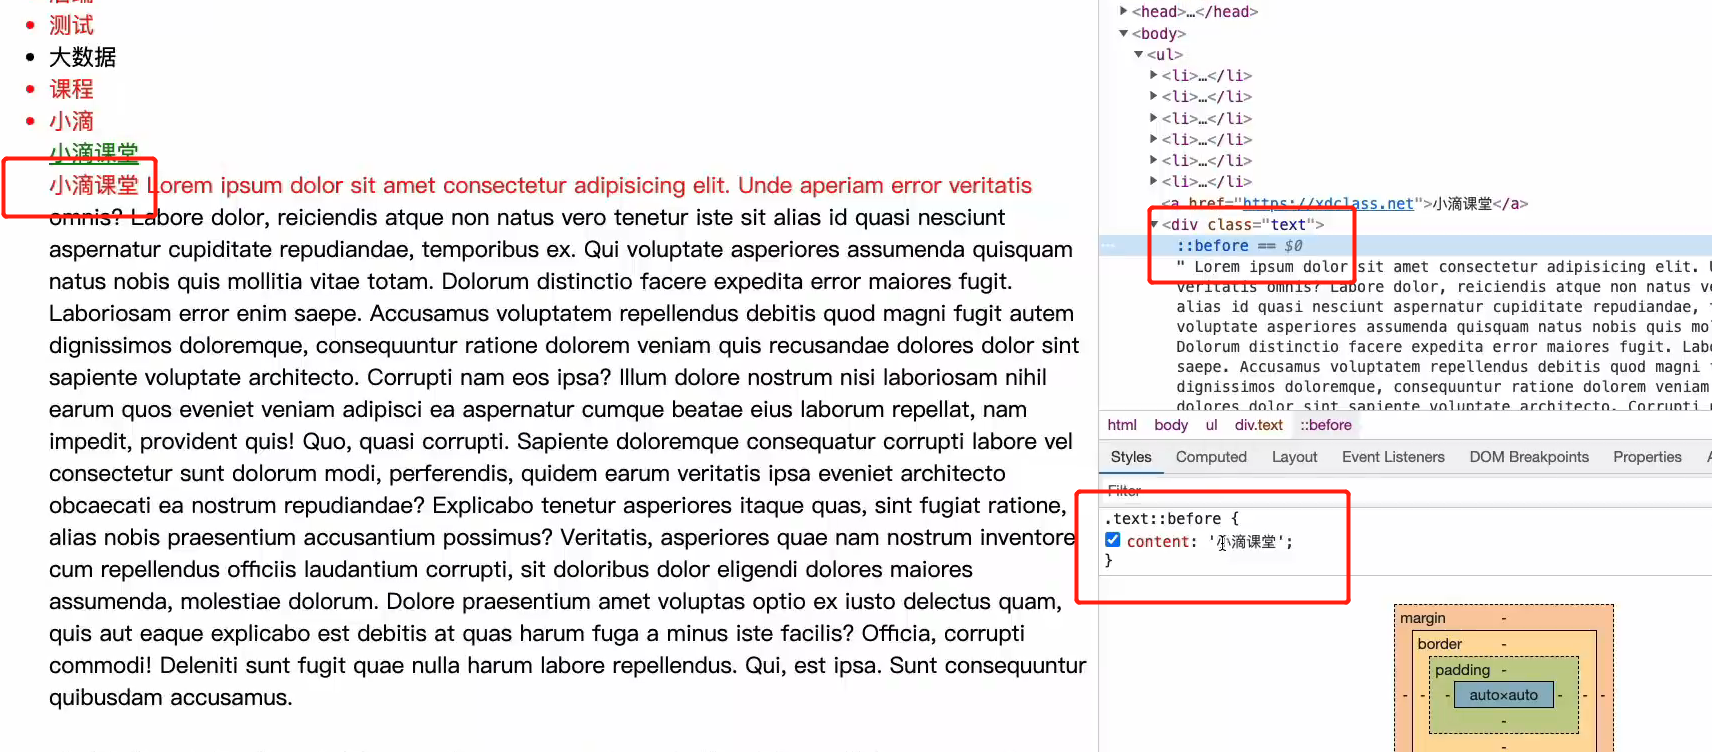 测试
大数据
课程
小滴
小滴课堂
小滴课堂 Lorem ipsum dolor sit amet consectetur adipisicing elit. Unde aperiam error veritatis
omnis? Labore dolor, reiciendis atque non natus vero tenetur iste sit alias id quasi nesciunt
aspernatur cupiditate repudiandae, temporibus ex. Qui voluptate asperiores assumenda quisquam
natus nobis quis mollitia vitae totam. Dolorum distinctio facere expedita error maiores fugit.
Laboriosam error enim saepe. Accusamus voluptatem repellendus debitis quod magni fugit autem
dignissimos doloremque, consequuntur ratione dolorem veniam quis recusandae dolores dolor sint
sapiente voluptate architecto. Corrupti nam eos ipsa? Illum dolore nostrum nisi laboriosam nihil
earum quos eveniet veniam adipisci ea aspernatur cumque beatae eius laborum repellat, nam
impedit, provident quis! Quo, quasi corrupti. Sapiente doloremque consequatur corrupti labore vel
consectetur sunt dolorum modi, perferendis, quidem earum veritatis ipsa eveniet architecto
obcaecati ea nostrum repudiandae? Explicabo tenetur asperiores itaque quas, sint fugiat ratione,
alias nobis praesentium accusantium possimus? Veritatis, asperiores quae nam nostrum inventore
cum repellendus officiis laudantium corrupti, sit doloribus dolor eligendi dolores maiores
assumenda, molestiae dolorum. Dolore praesentium amet voluptas optio ex iusto delectus quam,
quis aut eaque explicabo est debitis at quas harum fuga a minus iste facilis? Officia, corrupti
commodi! Deleniti sunt fugit quae nulla harum labore repellendus. Qui, est ipsa. Sunt consequuntur
quibusdam accusamus.
<head>…</head>
<body>
<ul>
<li>…</li>
<li>…</li>
<li>…</li>
<li>…</li>
<li>…</li>
<li>…</li>
<a href="https://xdclass.net">小滴课堂</a>
<div class="text">
::before == $0
" Lorem ipsum dolor sit amet consectetur adipisicing elit. U
veritatis omnis? Labore dolor, reiciendis atque non natus ve
alias id quasi nesciunt aspernatur cupiditate repudiandae,
voluptate asperiores assumenda quisquam natus nobis quis mo
Dolorum distinctio facere expedita error maiores fugit. Lab
saepe. Accusamus voluptatem repellendus debitis quod magni
dignissimos doloremque, consequuntur ratione dolorem veniam
dolores dolor sint sapiente voluptate architecto. Corrupti
html body ul div.text ::before
Styles Computed Layout Event Listeners DOM Breakpoints Properties
Filter
.text::before {
content: '小滴课堂';
}
margin -
border -
padding -
- - - auto×auto - - -
-
-